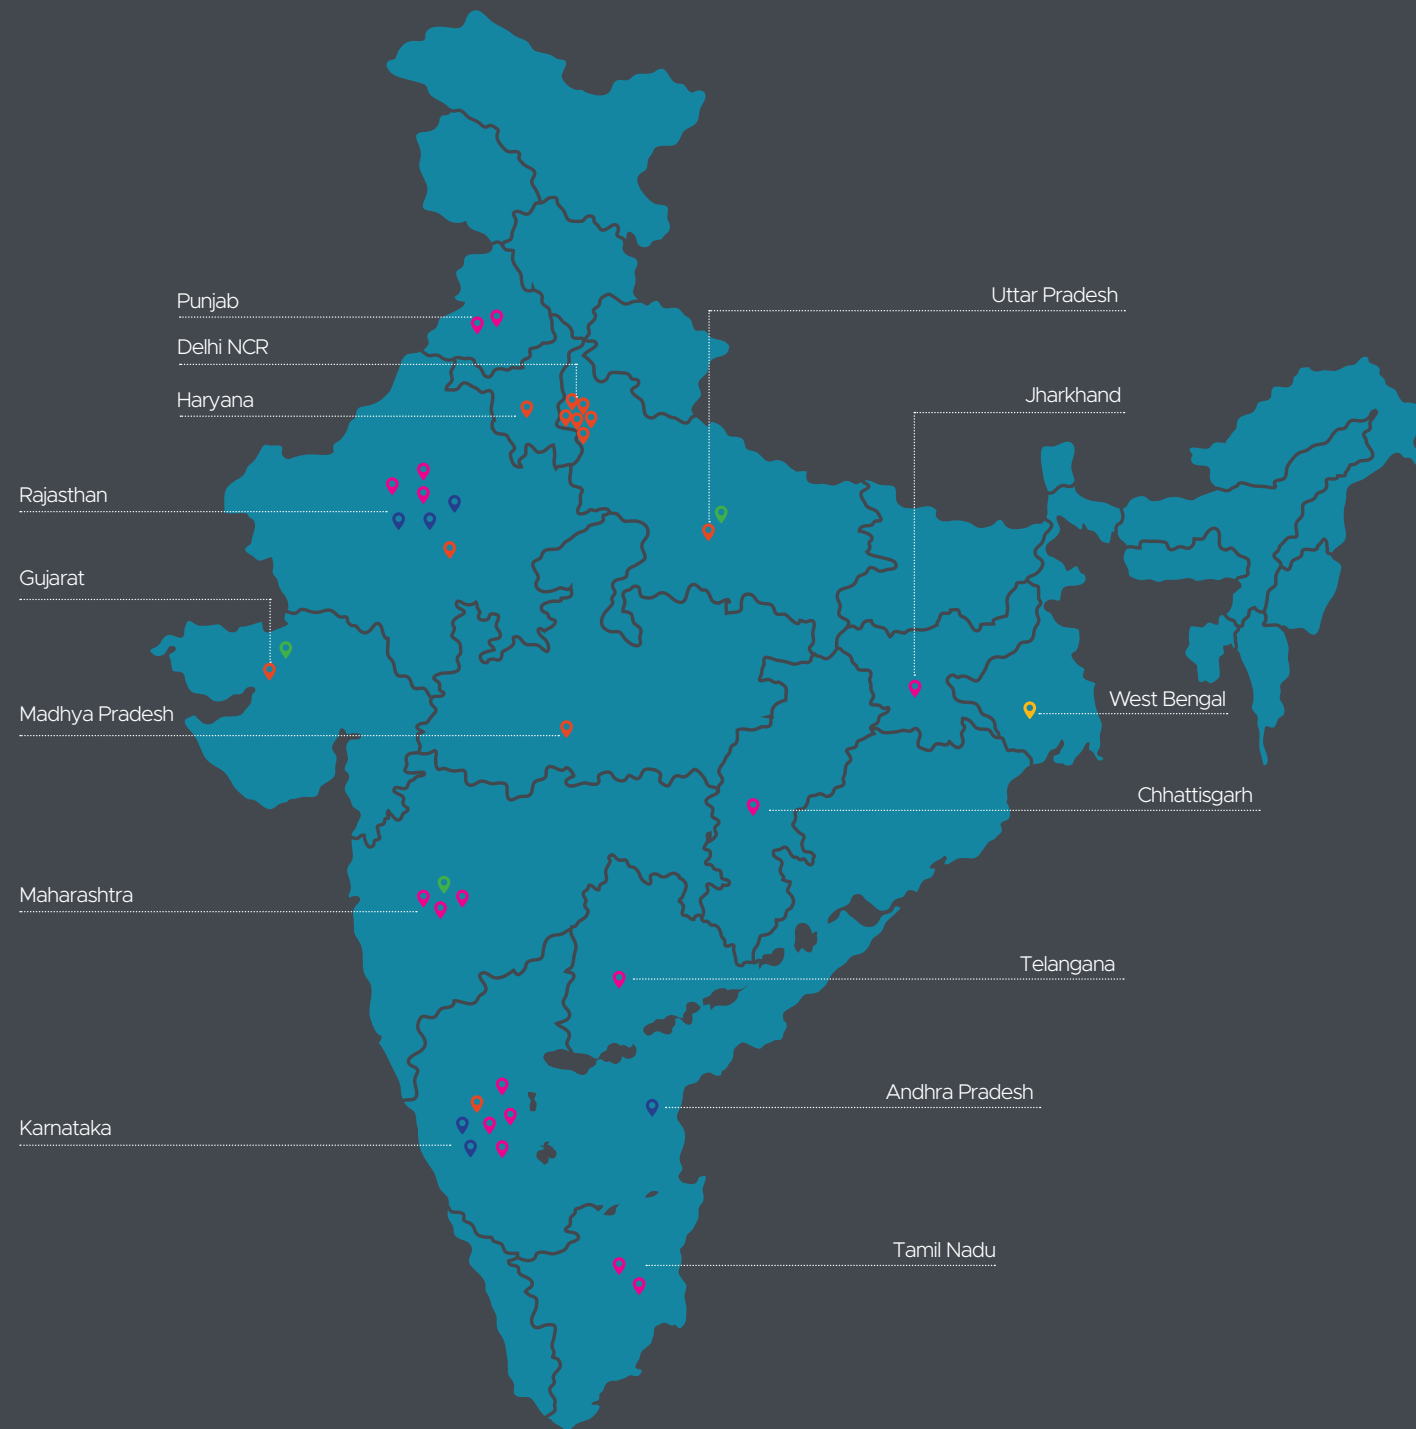 Punjab
Delhi NCR
Haryana
Rajasthan
Gujarat
Madhya Pradesh
Maharashtra
Karnataka
Uttar Pradesh
Jharkhand
West Bengal
Chhattisgarh
Telangana
Andhra Pradesh
Tamil Nadu